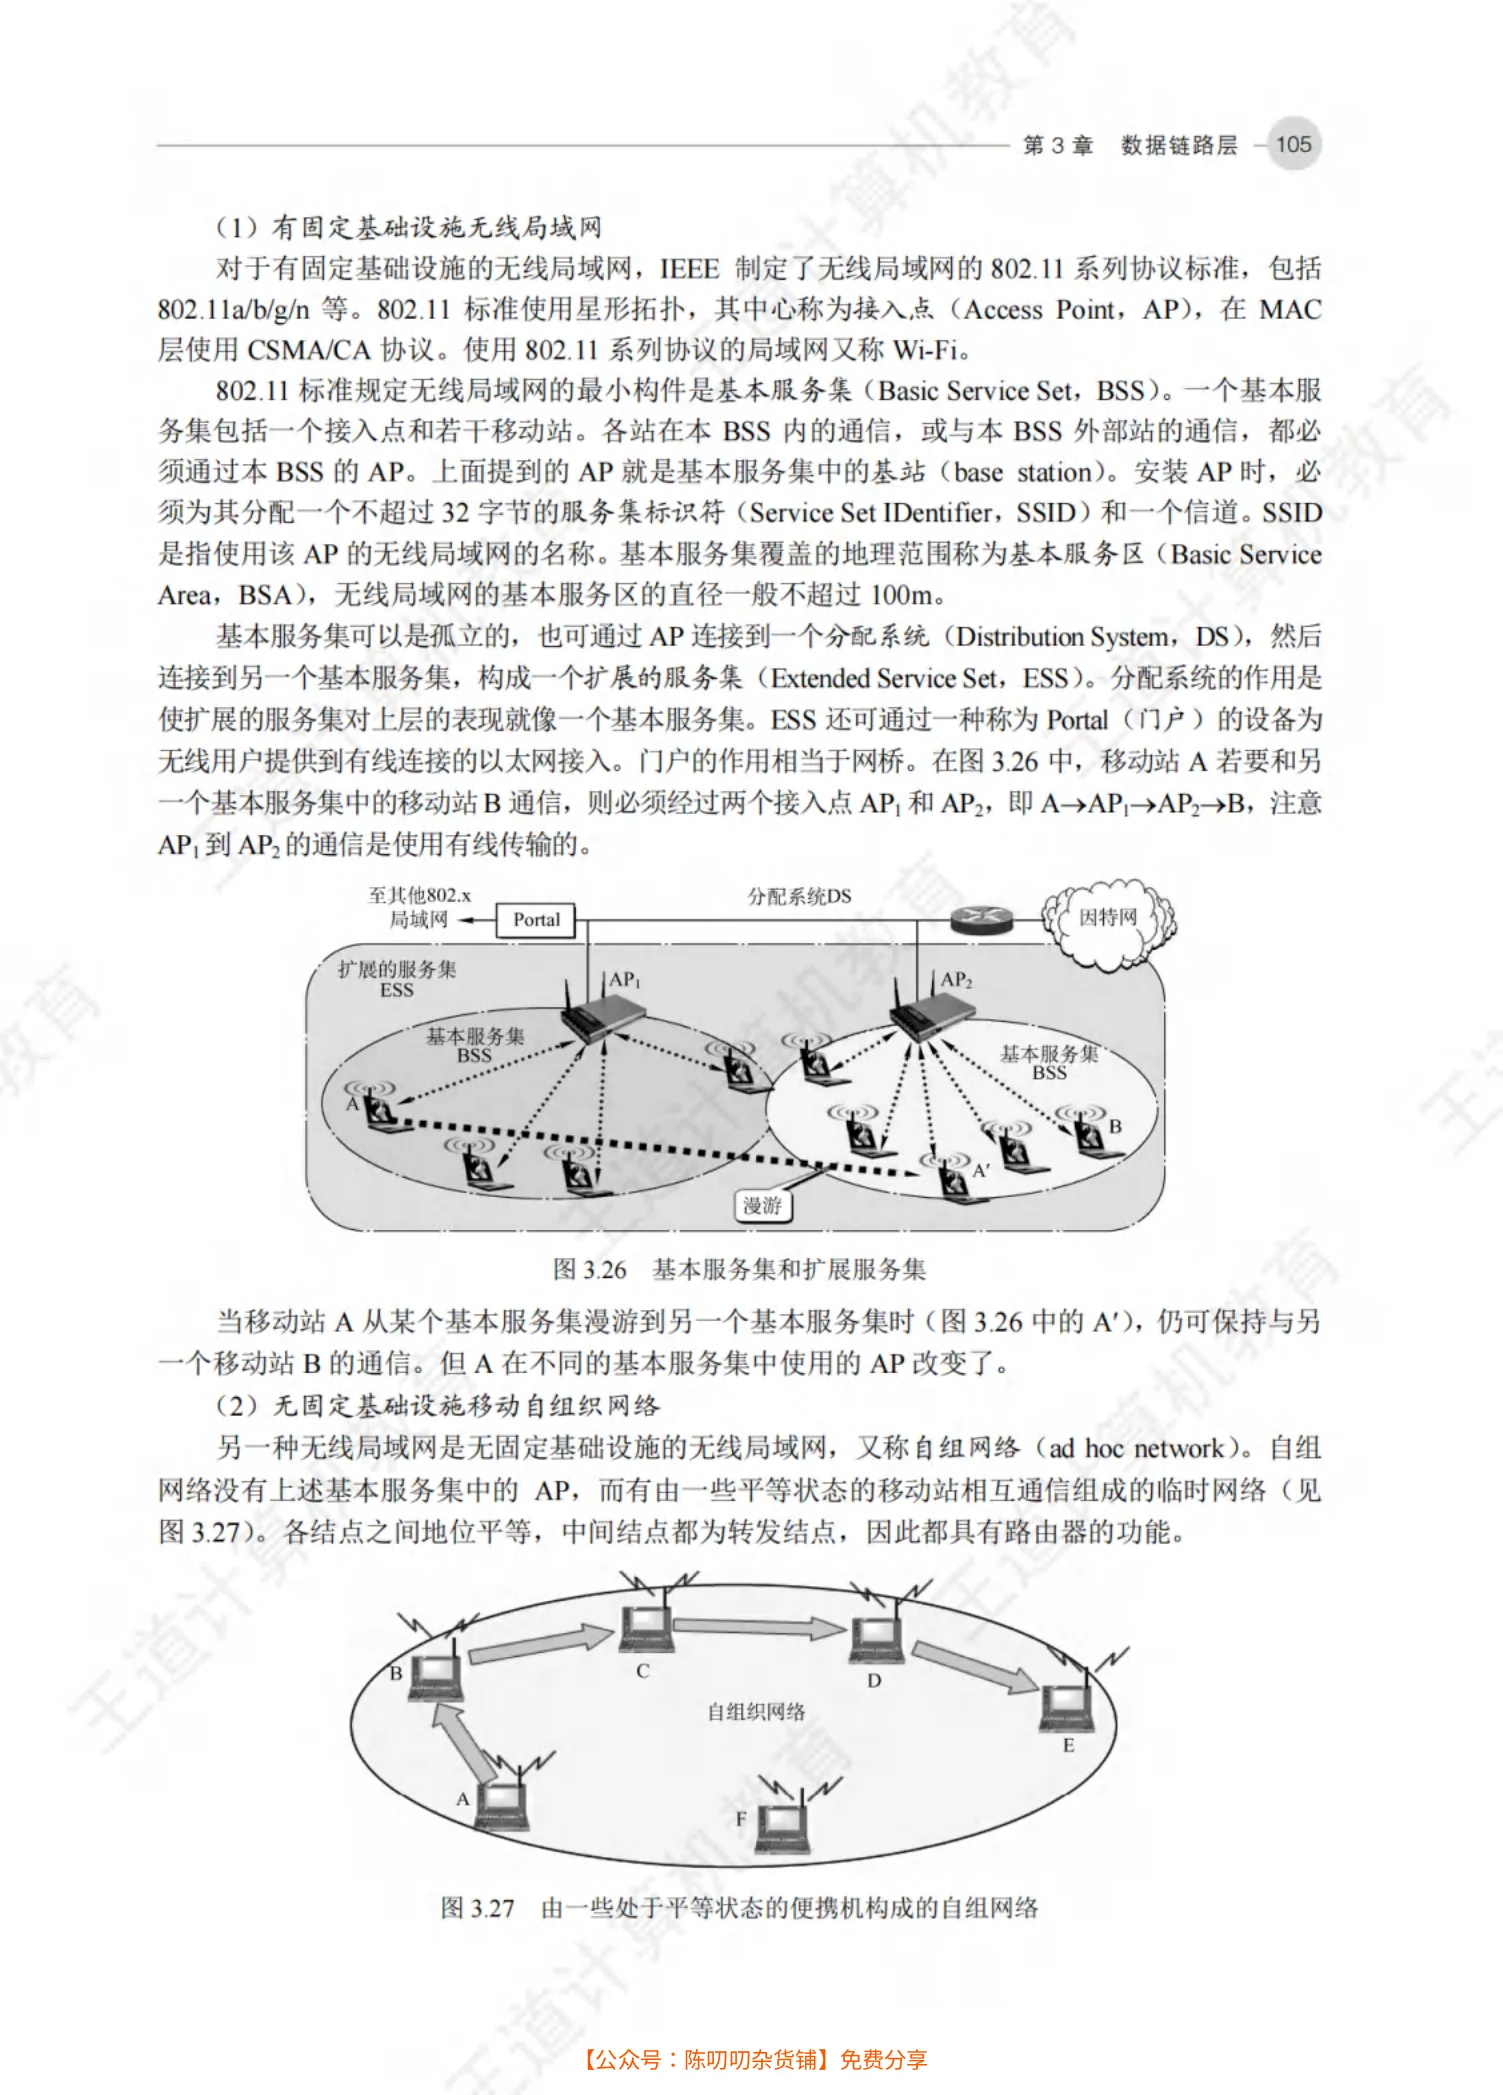 第 3 章 数据链路层 105
（1）有固定基础设施无线局域网
对于有固定基础设施的无线局域网，IEEE 制定了无线局域网的 802.11 系列协议标准，包括
802.11a/b/g/n 等。802.11 标准使用星形拓扑，其中心称为接入点（Access Point，AP），在 MAC
层使用 CSMA/CA 协议。使用 802.11 系列协议的局域网又称 Wi-Fi。
802.11 标准规定无线局域网的最小构件是基本服务集（Basic Service Set，BSS）。一个基本服
务集包括一个接入点和若干移动站。各站在本 BSS 内的通信，或与本 BSS 外部站的通信，都必
须通过本 BSS 的 AP。上面提到的 AP 就是基本服务集中的基站（base station）。安装 AP 时，必
须为其分配一个不超过 32 字节的服务集标识符（Service Set IDentifier，SSID）和一个信道。SSID
是指使用该 AP 的无线局域网的名称。基本服务集覆盖的地理范围称为基本服务区（Basic Service
Area，BSA），无线局域网的基本服务区的直径一般不超过 100m。
基本服务集可以是孤立的，也可通过 AP 连接到一个分配系统（Distribution System，DS），然后
连接到另一个基本服务集，构成一个扩展的服务集（Extended Service Set，ESS）。分配系统的作用是
使扩展的服务集对上层的表现就像一个基本服务集。ESS 还可通过一种称为 Portal（门户）的设备为
无线用户提供到有线连接的以太网接入。门户的作用相当于网桥。在图 3.26 中，移动站 A 若要和另
一个基本服务集中的移动站 B 通信，则必须经过两个接入点 AP₁ 和 AP₂，即 A→AP₁→AP₂→B，注意
AP₁ 到 AP₂ 的通信是使用有线传输的。
至其他802.x
局域网
Portal
分配系统DS
因特网
扩展的服务集
ESS
AP₁
AP₂
基本服务集
BSS
基本服务集
BSS
A
B
A′
漫游
图 3.26 基本服务集和扩展服务集
当移动站 A 从某个基本服务集漫游到另一个基本服务集时（图 3.26 中的 A′），仍可保持与另
一个移动站 B 的通信。但 A 在不同的基本服务集中使用的 AP 改变了。
（2）无固定基础设施移动自组织网络
另一种无线局域网是无固定基础设施的无线局域网，又称自组网络（ad hoc network）。自组
网络没有上述基本服务集中的 AP，而有由一些平等状态的移动站相互通信组成的临时网络（见
图 3.27）。各结点之间地位平等，中间结点都为转发结点，因此都具有路由器的功能。
B
C
D
自组织网络
E
A
F
图 3.27 由一些处于平等状态的便携机构成的自组网络
【公众号：陈叨叨杂货铺】免费分享
王道计算机教育